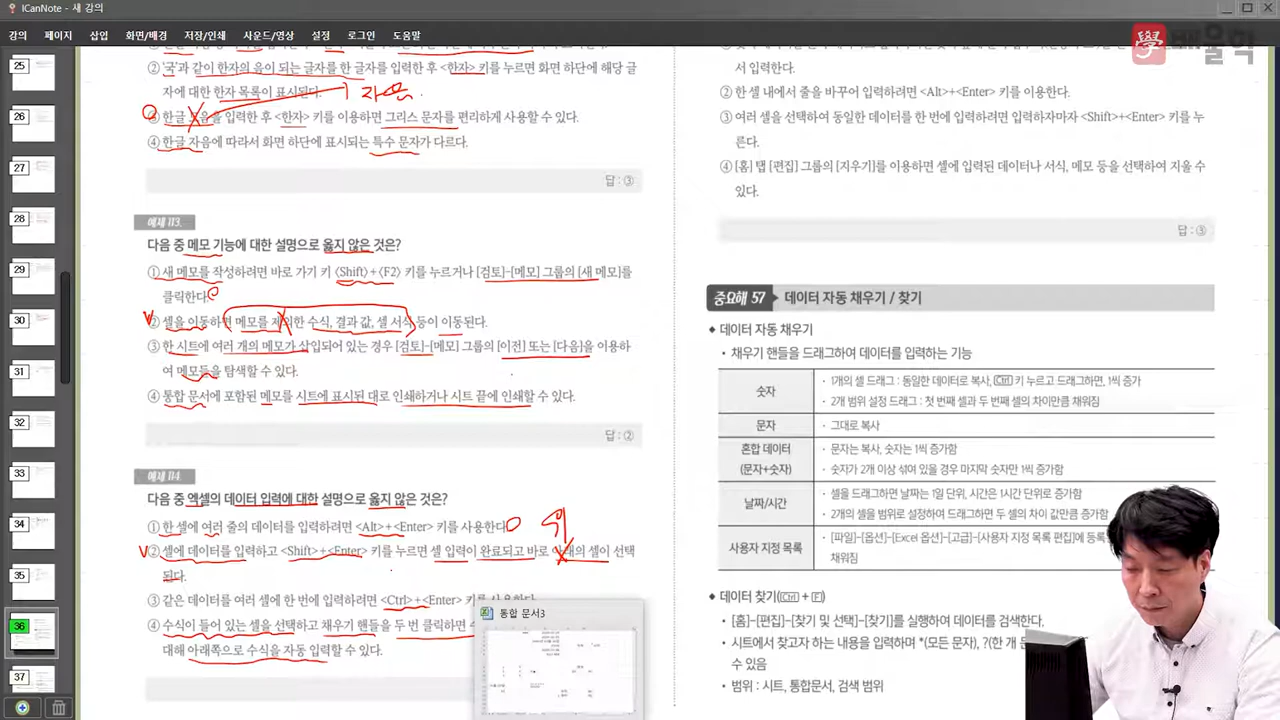 ICanNote - 새 강의
강의 페이지 삽입 화면/배경 저장/인쇄 사운드/영상 설정 로그인 도움말
學 배울학
25
26
27
28
29
30
31
32
33
34
35
36
37
② '국'과 같이 한자의 음이 되는 글자를 한 글자를 입력한 후 <한자> 키를 누르면 화면 하단에 해당 글
자에 대한 한자 목록이 표시된다.
자음
③ 한글 모음을 입력한 후 <한자> 키를 이용하면 그리스 문자를 편리하게 사용할 수 있다.
④ 한글 자음에 따라서 화면 하단에 표시되는 특수 문자가 다르다.
답 : ③
예제 113.
다음 중 메모 기능에 대한 설명으로 옳지 않은 것은?
① 새 메모를 작성하려면 바로 가기 키 <Shift>+<F2> 키를 누르거나 [검토]-[메모] 그룹의 [새 메모]를
클릭한다.
② 셀을 이동하면 메모를 제외한 수식, 결과 값, 셀 서식 등이 이동된다.
③ 한 시트에 여러 개의 메모가 삽입되어 있는 경우 [검토]-[메모] 그룹의 [이전] 또는 [다음]을 이용하
여 메모들을 탐색할 수 있다.
④ 통합 문서에 포함된 메모를 시트에 표시된 대로 인쇄하거나 시트 끝에 인쇄할 수 있다.
답 : ②
예제 114.
다음 중 엑셀의 데이터 입력에 대한 설명으로 옳지 않은 것은?
① 한 셀에 여러 줄의 데이터를 입력하려면 <Alt>+<Enter> 키를 사용한다
위
② 셀에 데이터를 입력하고 <Shift>+<Enter> 키를 누르면 셀 입력이 완료되고 바로 아래의 셀이 선택
된다.
③ 같은 데이터를 여러 셀에 한 번에 입력하려면 <Ctrl>+<Enter> 키를 사용한다.
④ 수식이 들어 있는 셀을 선택하고 채우기 핸들을 두 번 클릭하면
대해 아래쪽으로 수식을 자동 입력할 수 있다.
통합 문서3
서 입력한다.
② 한 셀 내에서 줄을 바꾸어 입력하려면 <Alt>+<Enter> 키를 이용한다.
③ 여러 셀을 선택하여 동일한 데이터를 한 번에 입력하려면 입력하자마자 <Shift>+<Enter> 키를 누
른다.
④ [홈] 탭 [편집] 그룹의 [지우기]를 이용하면 셀에 입력된 데이터나 서식, 메모 등을 선택하여 지울 수
있다.
답 : ③
중요해 57 데이터 자동 채우기 / 찾기
◆ 데이터 자동 채우기
• 채우기 핸들을 드래그하여 데이터를 입력하는 기능
숫자
• 1개의 셀 드래그 : 동일한 데이터로 복사, Ctrl 키 누르고 드래그하면, 1씩 증가
• 2개 범위 설정 드래그 : 첫 번째 셀과 두 번째 셀의 차이만큼 채워짐
문자
• 그대로 복사
혼합 데이터
(문자+숫자)
• 문자는 복사, 숫자는 1씩 증가함
• 숫자가 2개 이상 섞여 있을 경우 마지막 숫자만 1씩 증가함
날짜/시간
• 셀을 드래그하면 날짜는 1일 단위, 시간은 1시간 단위로 증가함
• 2개의 셀을 범위로 설정하여 드래그하면 두 셀의 차이 값만큼 증가함
사용자 지정 목록
• [파일]-[옵션]-[Excel 옵션]-[고급]-[사용자 지정 목록 편집]에 등록
채워짐
◆ 데이터 찾기(Ctrl + F)
• [홈]-[편집]-[찾기 및 선택]-[찾기]를 실행하여 데이터를 검색한다.
• 시트에서 찾고자 하는 내용을 입력하며 *(모든 문자), ?(한 개
수 있음
• 범위 : 시트, 통합문서, 검색 범위